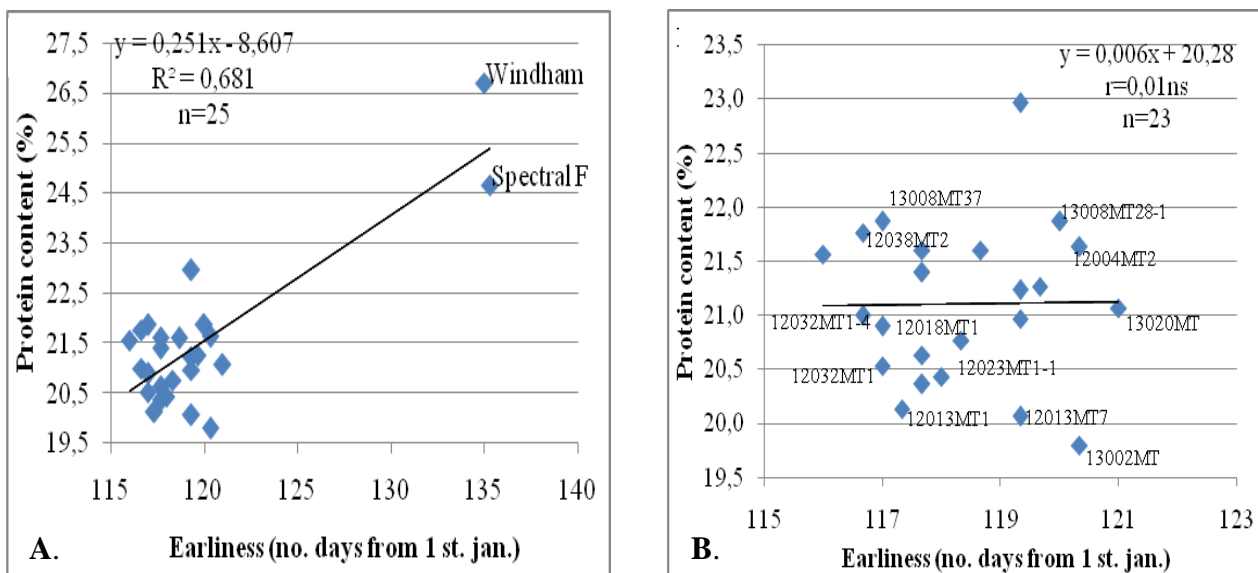 y = 0,251x - 8,607
R² = 0,681
n=25
27,5
26,5
25,5
24,5
23,5
22,5
21,5
20,5
19,5
Protein content (%)
Windham
Spectral F
115
120
125
130
135
140
A.
Earliness (no. days from 1 st. jan.)
y = 0,006x + 20,28
r=0,01ns
n=23
23,5
23,0
22,5
22,0
21,5
21,0
20,5
20,0
19,5
Protein content (%)
13008MT37
13008MT28-1
12038MT2
12004MT2
12032MT1-4
12018MT1
13020MT
12032MT1
12023MT1-1
12013MT1
12013MT7
13002MT
115
117
119
121
123
B.
Earliness (no. days from 1 st. jan.)